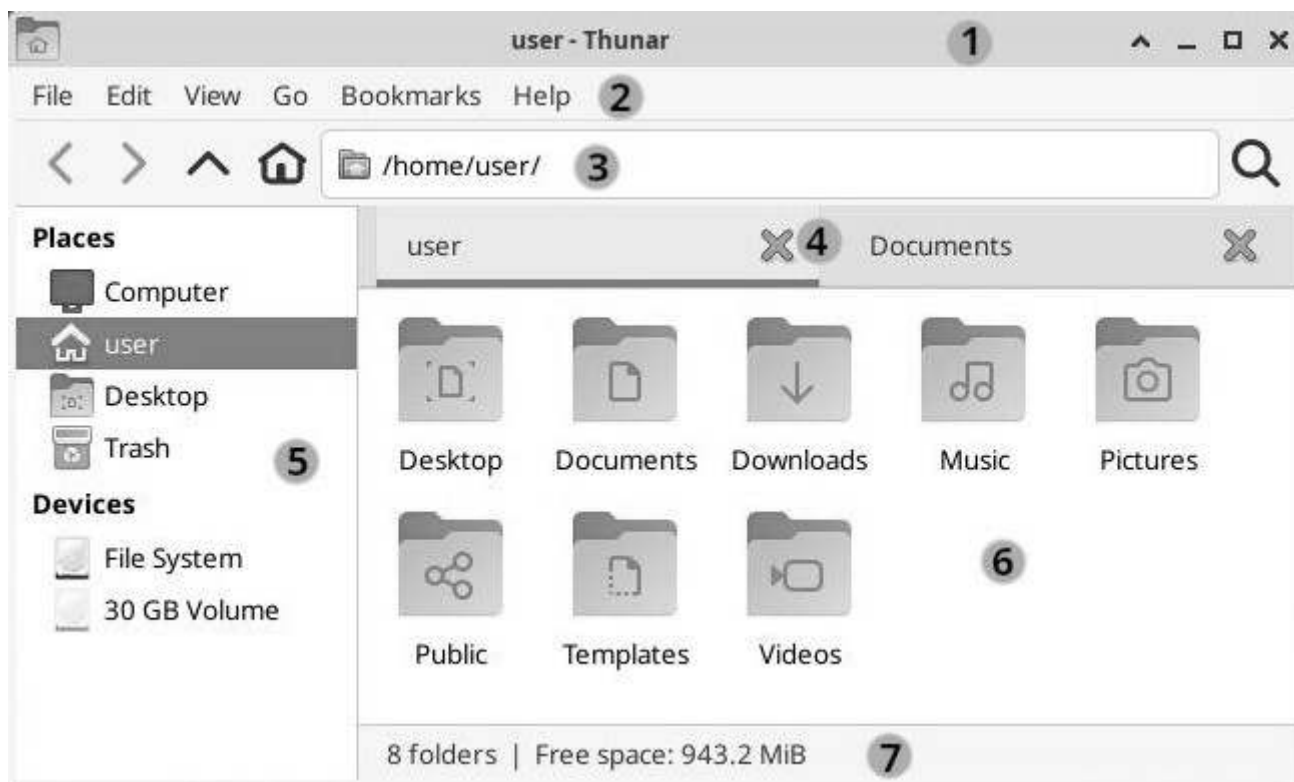 user - Thunar 1
File Edit View Go Bookmarks Help 2
/home/user/ 3
Places
Computer
user
Desktop
Trash
5
Devices
File System
30 GB Volume
user 4 Documents
Desktop Documents Downloads Music Pictures
Public Templates Videos
6
8 folders | Free space: 943.2 MiB 7